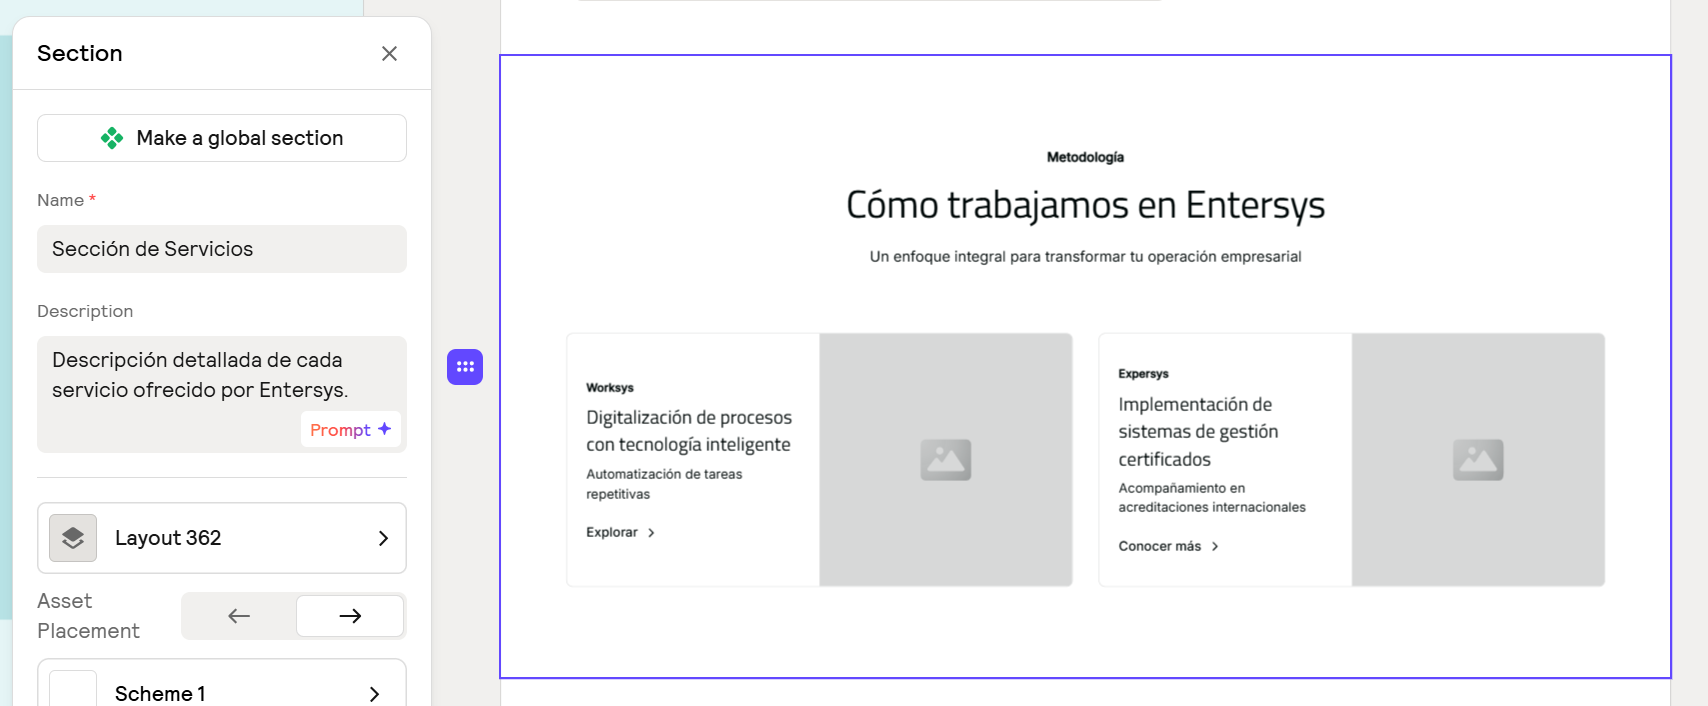 Section
Make a global section
Name *
Sección de Servicios
Description
Descripción detallada de cada
servicio ofrecido por Entersys.
Prompt
Layout 362
Asset
Placement
Scheme 1
Metodología
Cómo trabajamos en Entersys
Un enfoque integral para transformar tu operación empresarial
Worksys
Digitalización de procesos
con tecnología inteligente
Automatización de tareas
repetitivas
Explorar
Expersys
Implementación de
sistemas de gestión
certificados
Acompañamiento en
acreditaciones internacionales
Conocer más